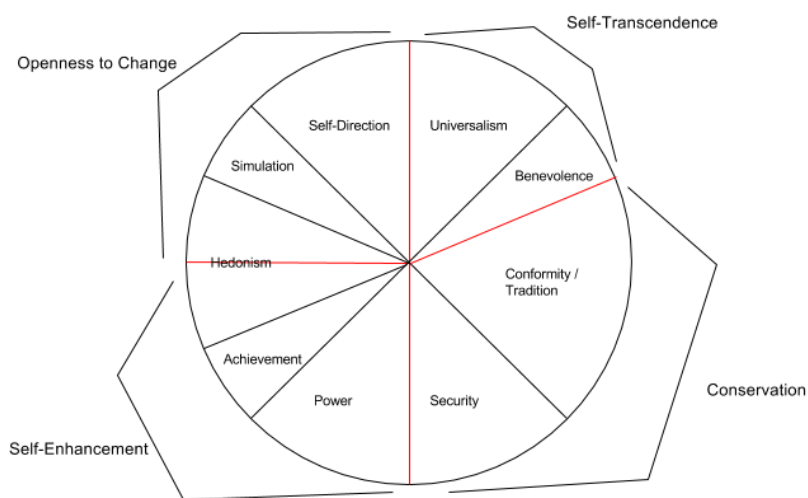 Self-Transcendence
Openness to Change
Self-Direction
Universalism
Simulation
Benevolence
Hedonism
Conformity /
Tradition
Achievement
Conservation
Power
Security
Self-Enhancement